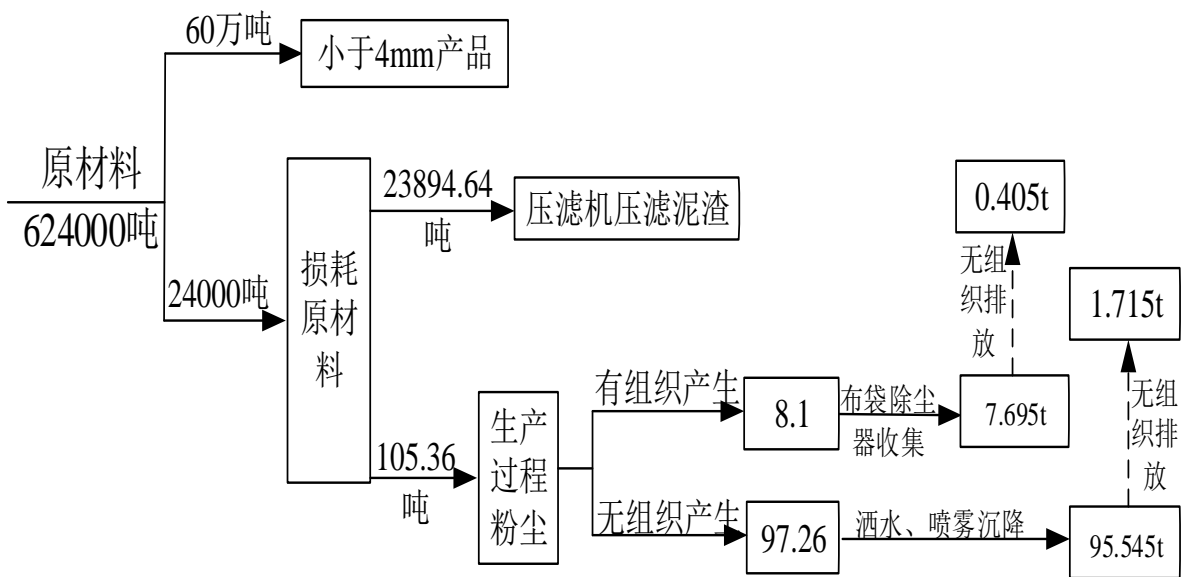 60万吨
小于4mm产品
原材料
624000吨
24000吨
损耗
原材
料
23894.64
吨
压滤机压滤泥渣
105.36
吨
生产
过程
粉尘
有组织产生
8.1
布袋除尘
器收集
7.695t
无组
织排
放
0.405t
无组织产生
97.26
洒水、喷雾沉降
95.545t
无组
织排
放
1.715t